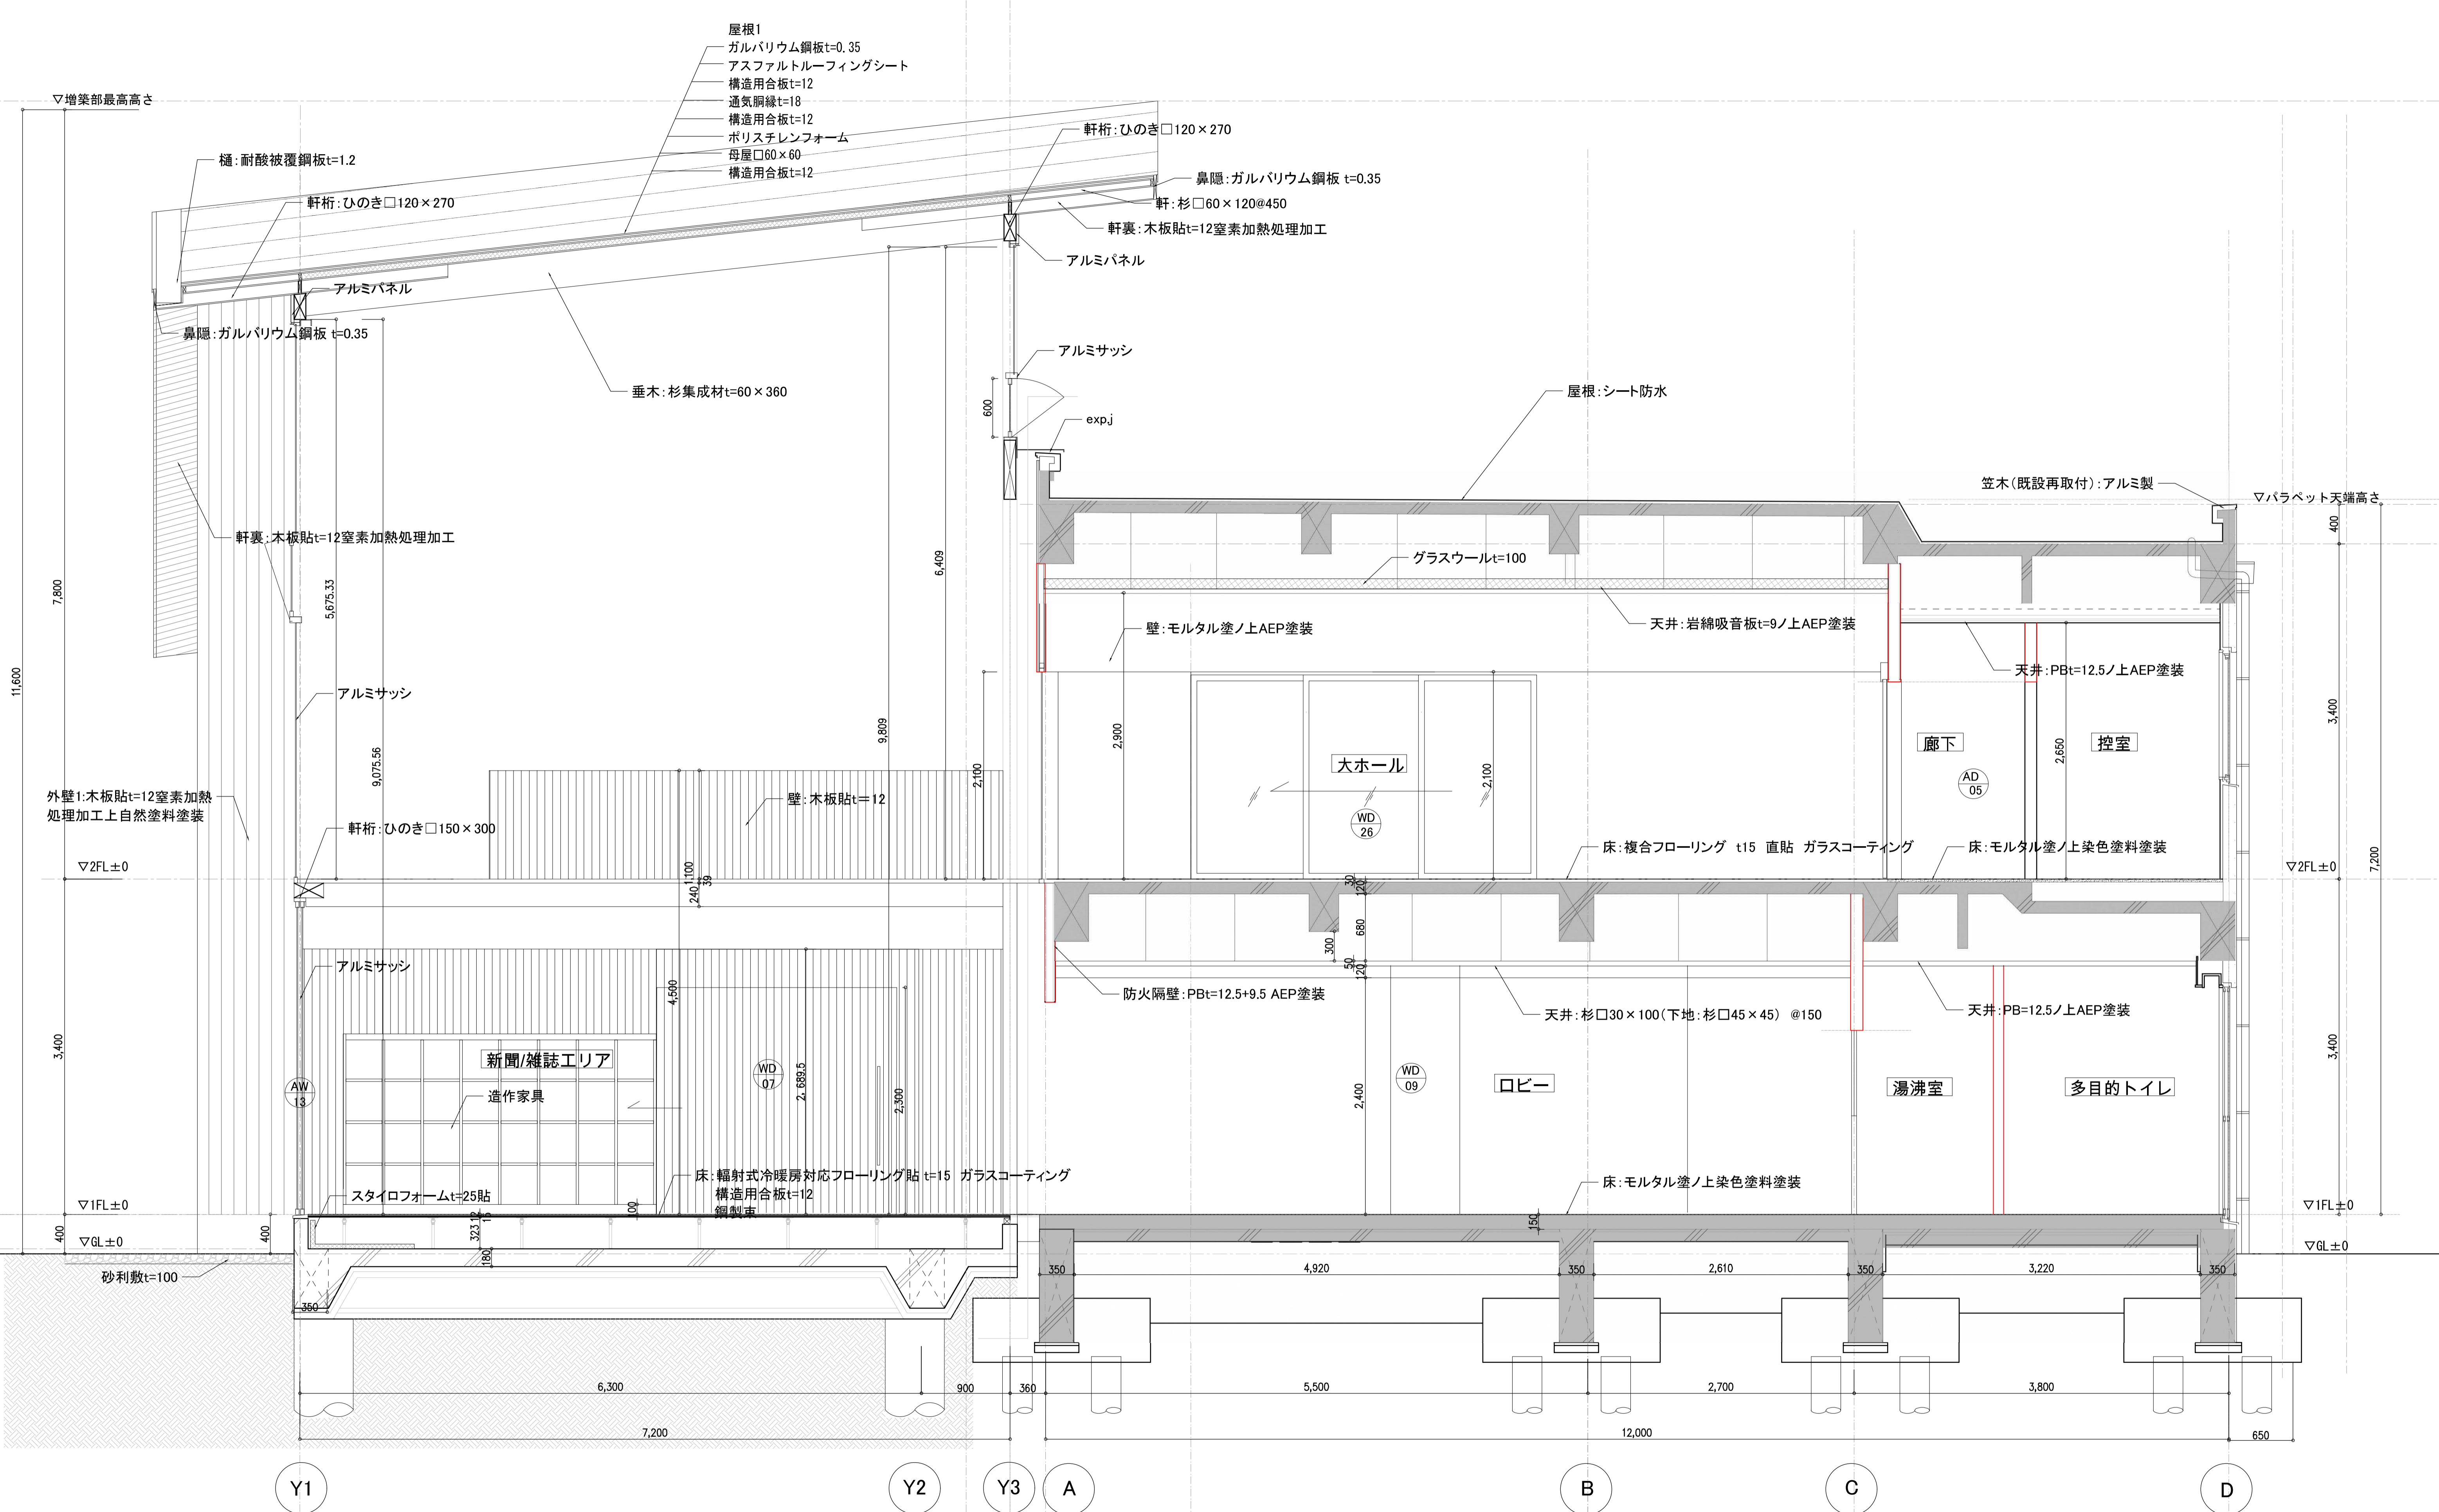 屋根1
ガルバリウム鋼板t=0.35
アスファルトルーフィングシート
構造用合板t=12
通気胴縁t=18
構造用合板t=12
ポリスチレンフォーム
母屋□60×60
構造用合板t=12
▽増築部最高高さ
樋:耐酸被覆鋼板t=1.2
軒桁:ひのき□120×270
軒桁:ひのき□120×270
鼻隠:ガルバリウム鋼板 t=0.35
軒:杉□60×120@450
軒裏:木板貼t=12窒素加熱処理加工
アルミパネル
アルミパネル
鼻隠:ガルバリウム鋼板 t=0.35
アルミサッシ
垂木:杉集成材t=60×360
600
exp,j
屋根:シート防水
笠木(既設再取付):アルミ製
▽パラペット天端高さ
400
軒裏:木板貼t=12窒素加熱処理加工
グラスウールt=100
7,800
5,675.33
6,409
壁:モルタル塗ノ上AEP塗装
天井:岩綿吸音板t=9ノ上AEP塗装
天井:PBt=12.5ノ上AEP塗装
11,600
アルミサッシ
9,075.56
9,809
2,100
2,900
大ホール
2,100
廊下
2,650
控室
3,400
AD
05
外壁1:木板貼t=12窒素加熱
処理加工上自然塗料塗装
壁:木板貼t=12
WD
26
軒桁:ひのき□150×300
床:複合フローリング t15 直貼 ガラスコーティング
床:モルタル塗ノ上染色塗料塗装
▽2FL±0
▽2FL±0
7,200
1,100
39
240
30
120
680
300
50
120
アルミサッシ
4,500
防火隔壁:PBt=12.5+9.5 AEP塗装
天井:杉□30×100(下地:杉□45×45) @150
天井:PB=12.5ノ上AEP塗装
3,400
3,400
新聞/雑誌エリア
造作家具
WD
07
2,689.5
2,300
AW
13
2,400
WD
09
ロビー
湯沸室
多目的トイレ
床:輻射式冷暖房対応フローリング貼 t=15 ガラスコーティング
構造用合板t=12
鋼製束
スタイロフォームt=25貼
床:モルタル塗ノ上染色塗料塗装
▽1FL±0
▽1FL±0
100
12
15
323
150
400
400
▽GL±0
▽GL±0
180
砂利敷t=100
350
350
4,920
350
2,610
350
3,220
350
6,300
900
360
5,500
2,700
3,800
7,200
12,000
650
Y1
Y2
Y3
A
B
C
D